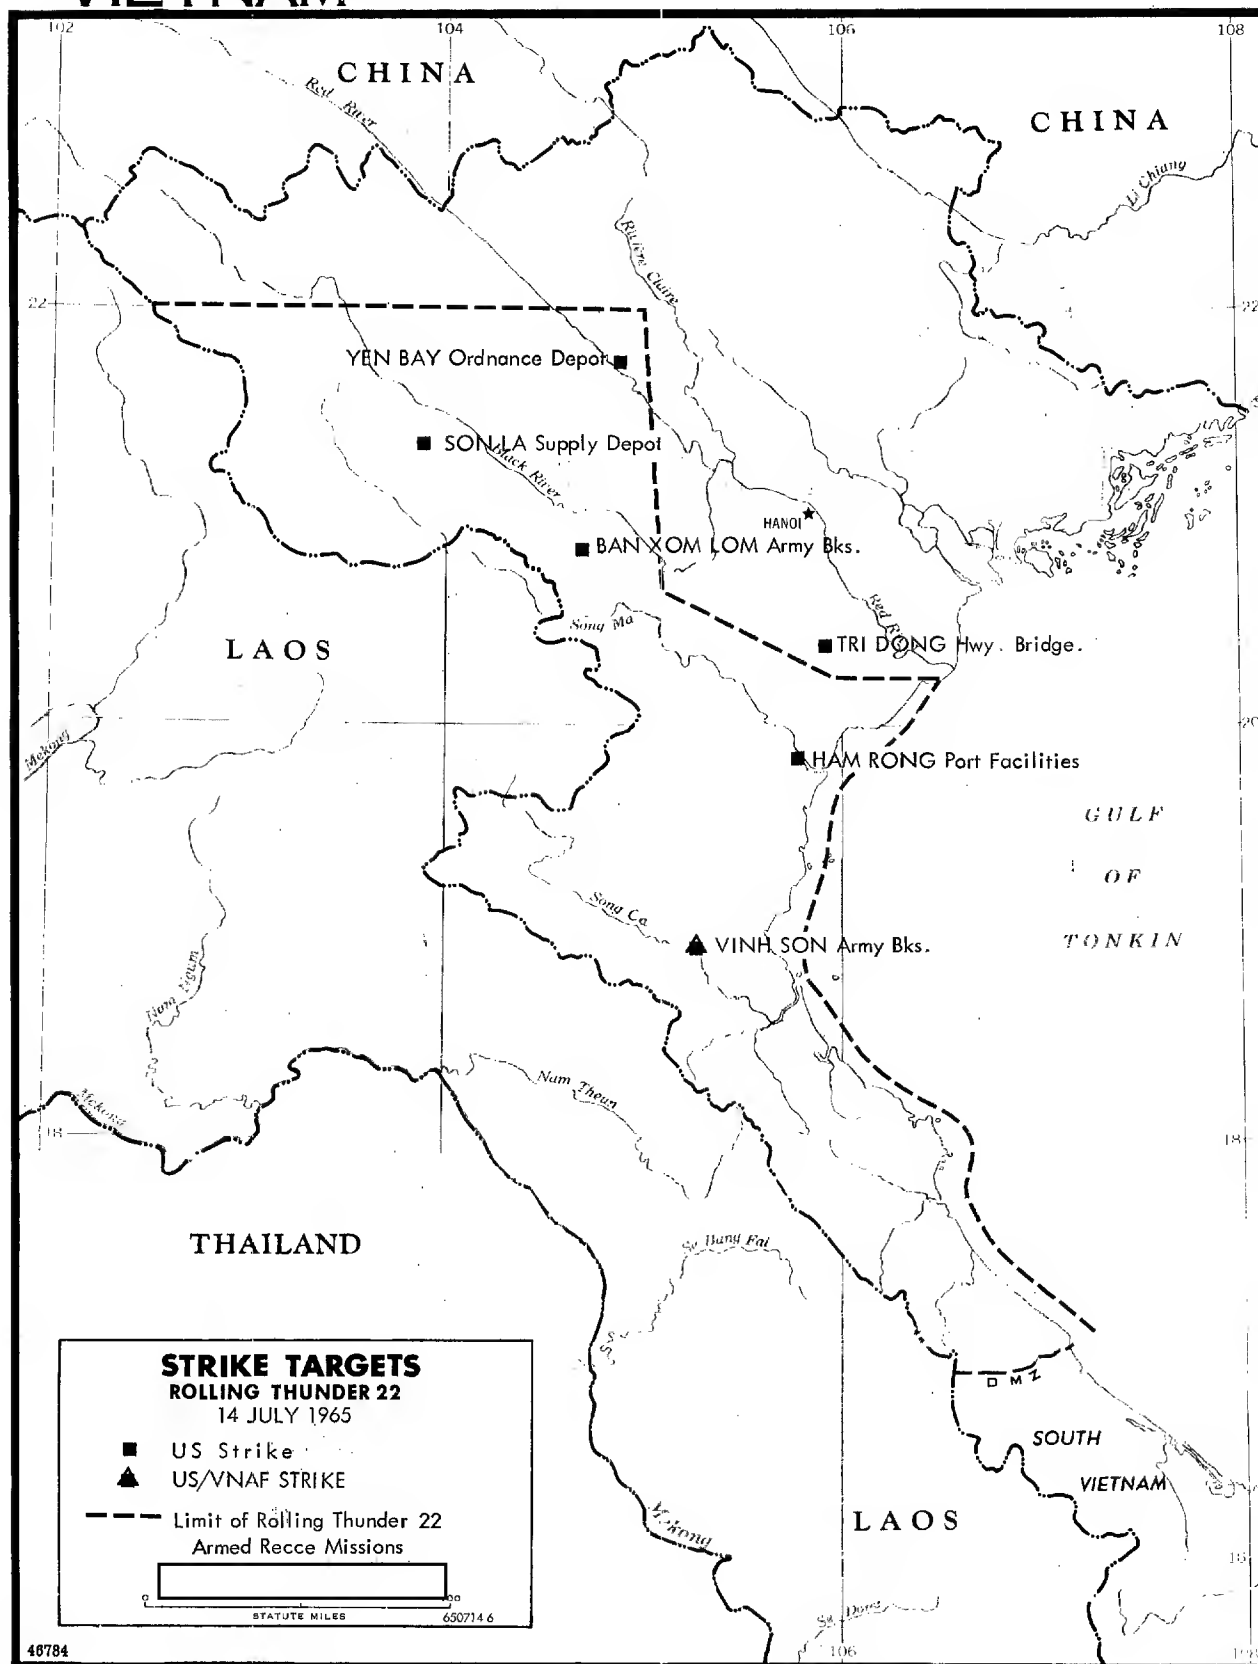 VIETNAM
102 104 106 108
CHINA
CHINA
Red River
Li Chiang
Rivière Claire
22
22
YEN BAY Ordnance Depot
SON LA Supply Depot
Black River
HANOI
BAN XOM LOM Army Bks.
Song Ma
Red
TRI DONG Hwy. Bridge.
LAOS
20
Mekong
HAM RONG Port Facilities
GULF
OF
TONKIN
Song Ca
VINH SON Army Bks.
Nam Ngum
Nam Theun
Mekong
18
18
THAILAND
Se Bang Fai
DMZ
SOUTH
VIETNAM
STRIKE TARGETS
ROLLING THUNDER 22
14 JULY 1965
US Strike
US/VNAF STRIKE
Limit of Rolling Thunder 22
Armed Recce Missions
STATUTE MILES
650714 6
Mekong
LAOS
16
Se Dong
46784
106